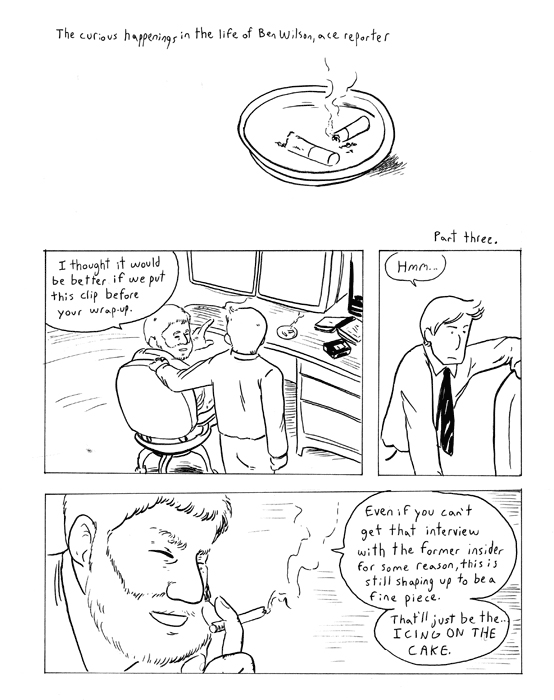 The curious happenings in the life of Ben Wilson, ace reporter
Part three.
I thought it would
be better if we put
this clip before
your wrap-up.
Hmm...
Even if you can't
get that interview
with the former insider
for some reason, this is
still shaping up to be a
fine piece.
That'll just be the...
ICING ON THE
CAKE.